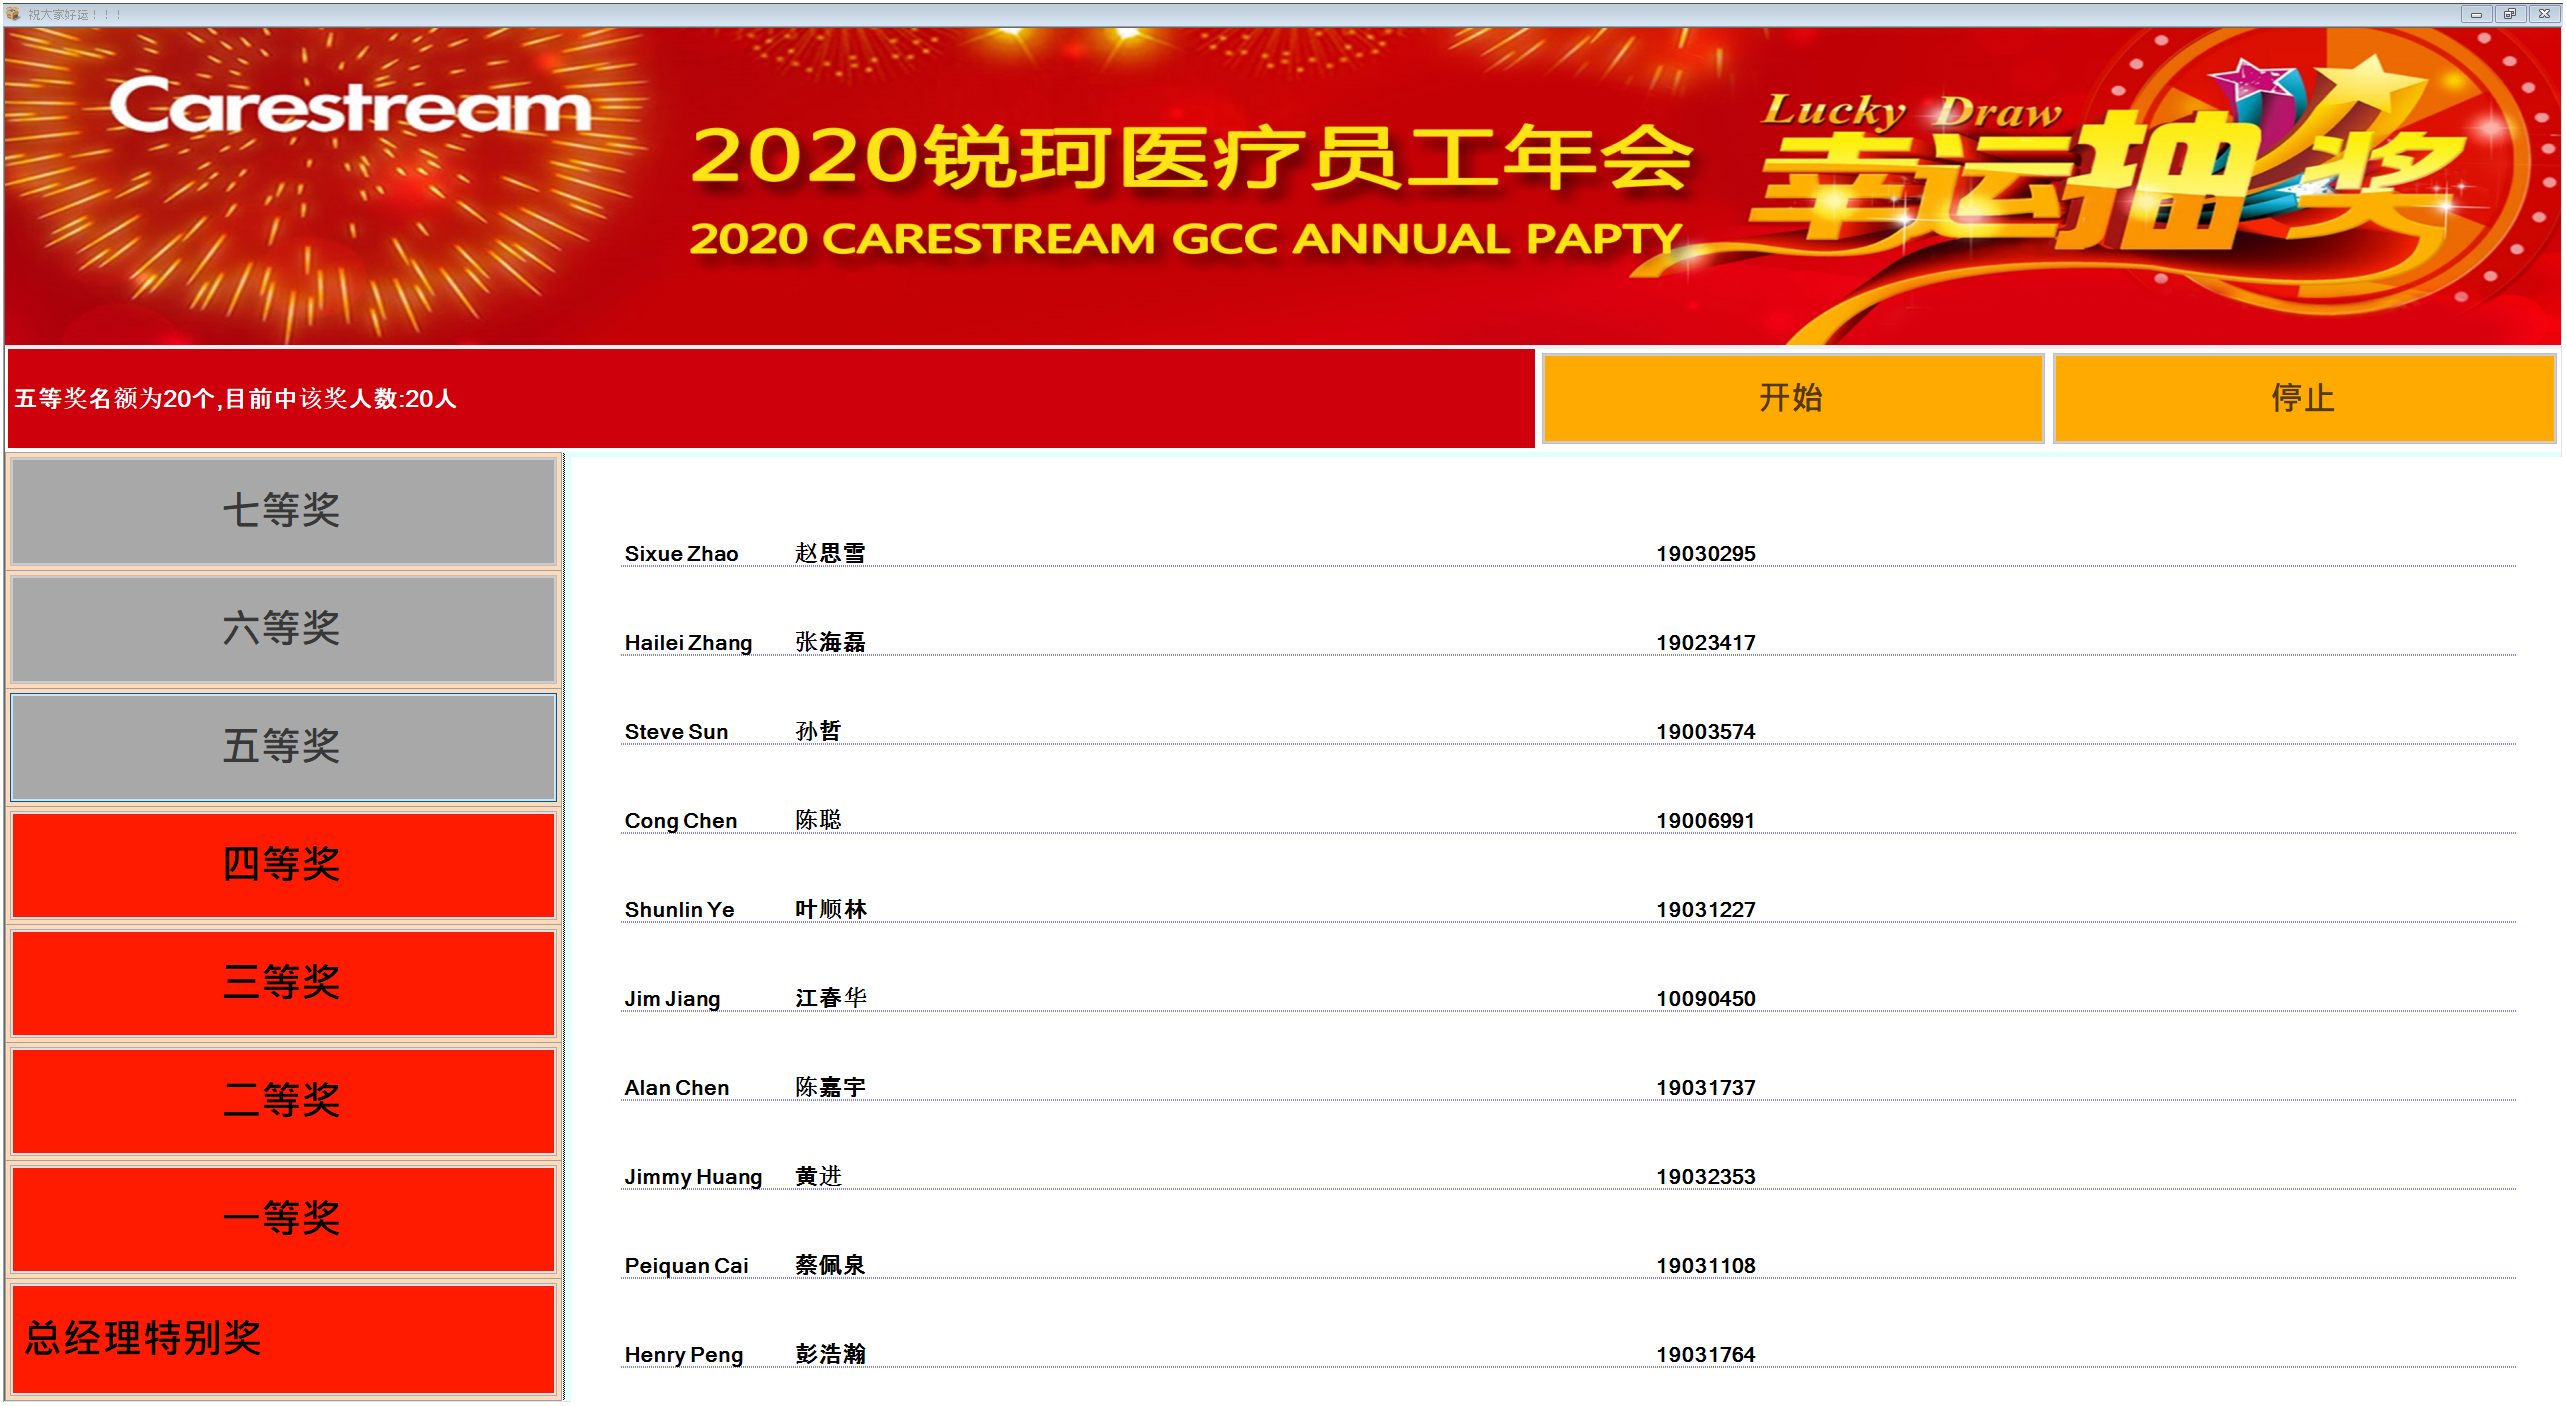 祝大家好运！！！
Carestream
2020锐珂医疗员工年会
2020 CARESTREAM GCC ANNUAL PAPTY
Lucky Draw
幸运抽奖
五等奖名额为20个,目前中该奖人数:20人
开始
停止
七等奖
六等奖
五等奖
四等奖
三等奖
二等奖
一等奖
总经理特别奖
Sixue Zhao 赵思雪 19030295
Hailei Zhang 张海磊 19023417
Steve Sun 孙哲 19003574
Cong Chen 陈聪 19006991
Shunlin Ye 叶顺林 19031227
Jim Jiang 江春华 10090450
Alan Chen 陈嘉宇 19031737
Jimmy Huang 黄进 19032353
Peiquan Cai 蔡佩泉 19031108
Henry Peng 彭浩瀚 19031764